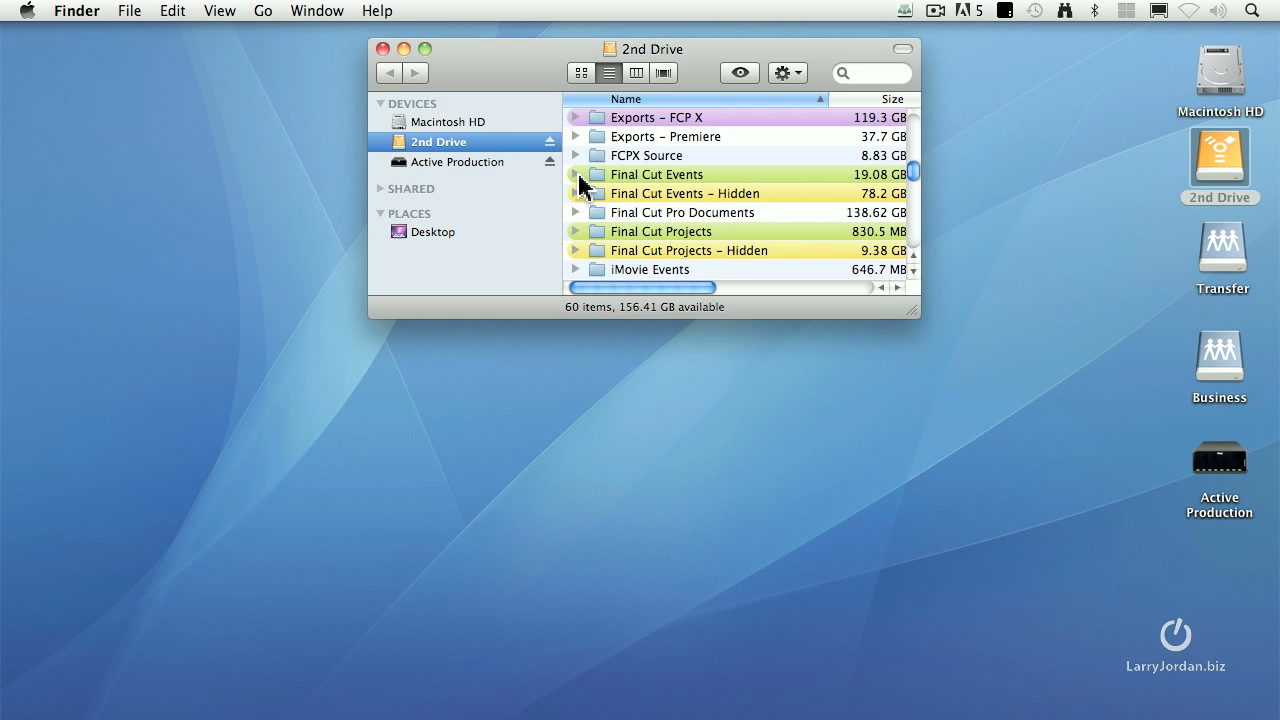 Finder File Edit View Go Window Help 5
2nd Drive
DEVICES
Macintosh HD
2nd Drive
Active Production
SHARED
PLACES
Desktop
Name Size
Exports – FCP X 119.3 GB
Exports – Premiere 37.7 GB
FCPX Source 8.83 GB
Final Cut Events 19.08 GB
Final Cut Events – Hidden 78.2 GB
Final Cut Pro Documents 138.62 GB
Final Cut Projects 830.5 MB
Final Cut Projects – Hidden 9.38 GB
iMovie Events 646.7 MB
60 items, 156.41 GB available
Macintosh HD
2nd Drive
Transfer
Business
Active
Production
LarryJordan.biz